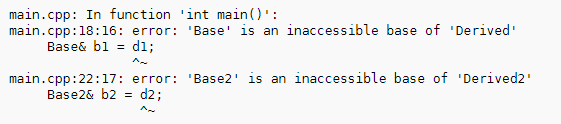 main.cpp: In function 'int main()':
main.cpp:18:16: error: 'Base' is an inaccessible base of 'Derived'
     Base& b1 = d1;
                ^~
main.cpp:22:17: error: 'Base2' is an inaccessible base of 'Derived2'
     Base2& b2 = d2;
                 ^~